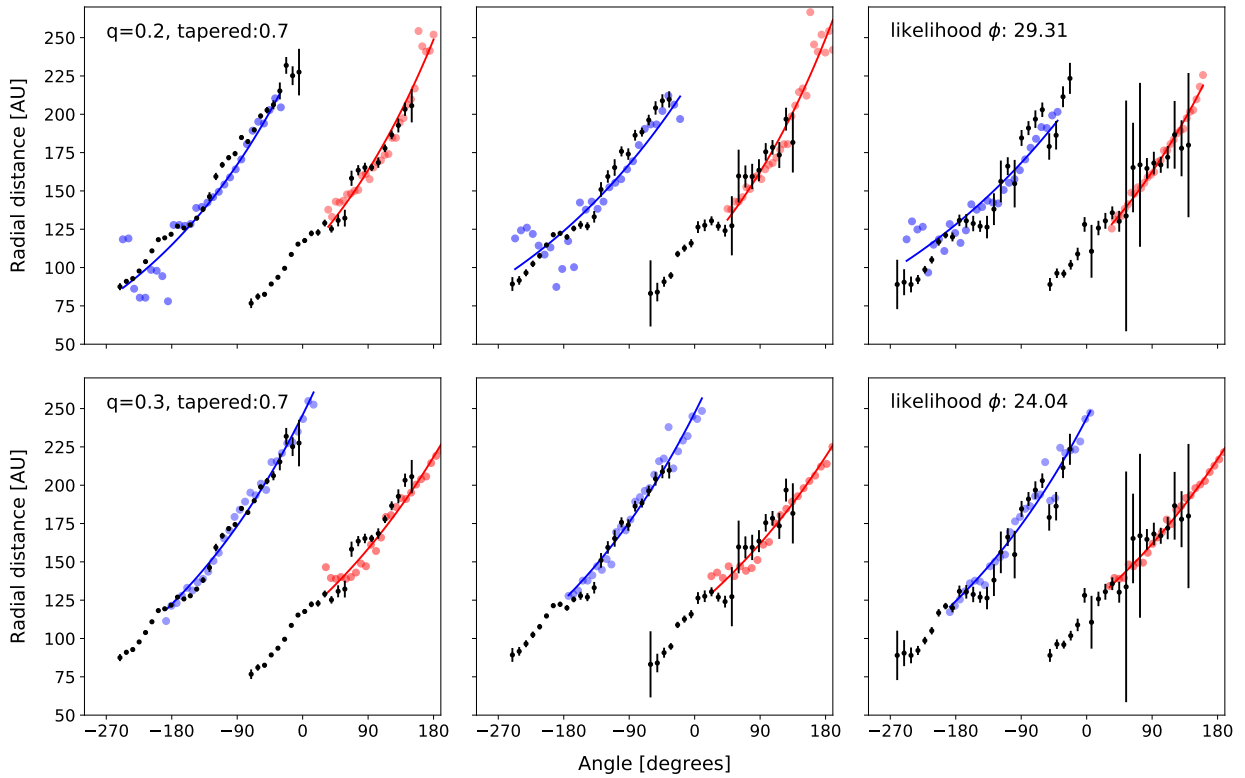 q=0.2, tapered:0.7
likelihood ϕ: 29.31
Radial distance [AU]
250
225
200
175
150
125
100
75
50
q=0.3, tapered:0.7
likelihood ϕ: 24.04
Radial distance [AU]
250
225
200
175
150
125
100
75
50
−270 −180 −90 0 90 180
−270 −180 −90 0 90 180
−270 −180 −90 0 90 180
Angle [degrees]